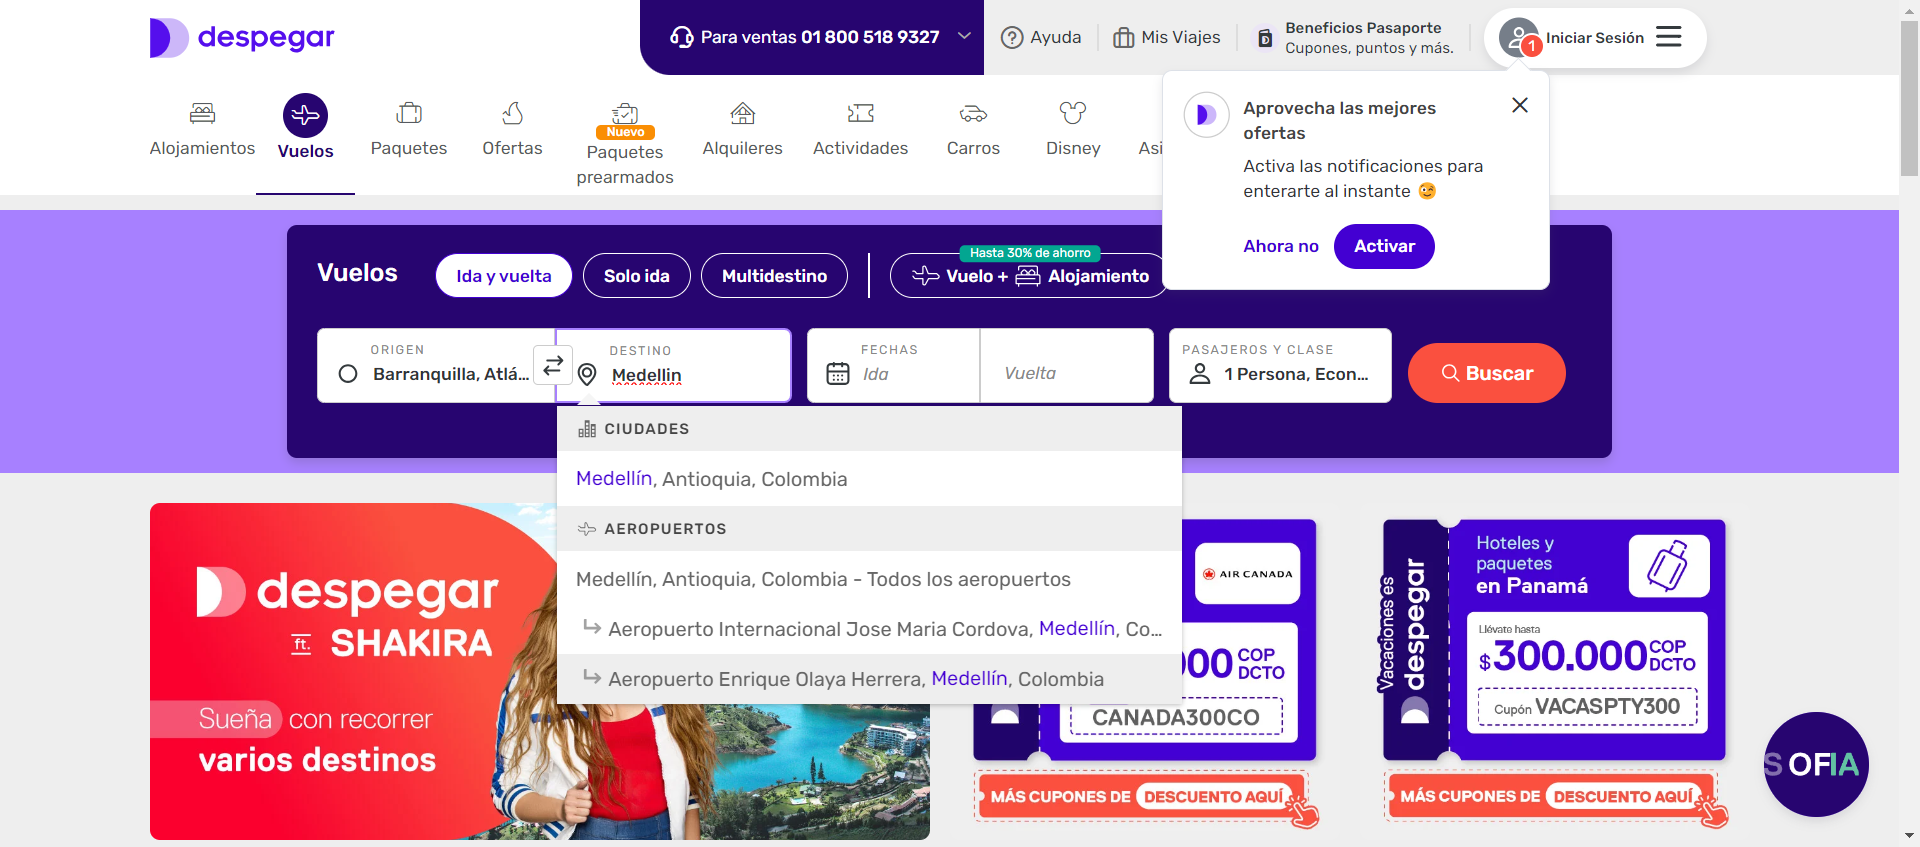 despegar
Para ventas 01 800 518 9327
Ayuda
Mis Viajes
Beneficios Pasaporte
Cupones, puntos y más.
1
Iniciar Sesión
Alojamientos
Vuelos
Paquetes
Ofertas
Nuevo
Paquetes
prearmados
Alquileres
Actividades
Carros
Disney
Asi
Aprovecha las mejores
ofertas
Activa las notificaciones para
enterarte al instante 😉
Ahora no
Activar
Vuelos
Ida y vuelta
Solo ida
Multidestino
Hasta 30% de ahorro
Vuelo + Alojamiento
ORIGEN
Barranquilla, Atlá...
DESTINO
Medellin
FECHAS
Ida
Vuelta
PASAJEROS Y CLASE
1 Persona, Econ...
Buscar
CIUDADES
Medellín, Antioquia, Colombia
AEROPUERTOS
Medellín, Antioquia, Colombia - Todos los aeropuertos
Aeropuerto Internacional Jose Maria Cordova, Medellín, Co...
Aeropuerto Enrique Olaya Herrera, Medellín, Colombia
despegar
ft. SHAKIRA
Sueña con recorrer
varios destinos
AIR CANADA
00 COP
DCTO
CANADA300CO
MÁS CUPONES DE DESCUENTO AQUÍ
Vacaciones es
despegar
Hoteles y
paquetes
en Panamá
Llévate hasta
$300.000 COP
DCTO
Cupón VACASPTY300
MÁS CUPONES DE DESCUENTO AQUÍ
SOFIA